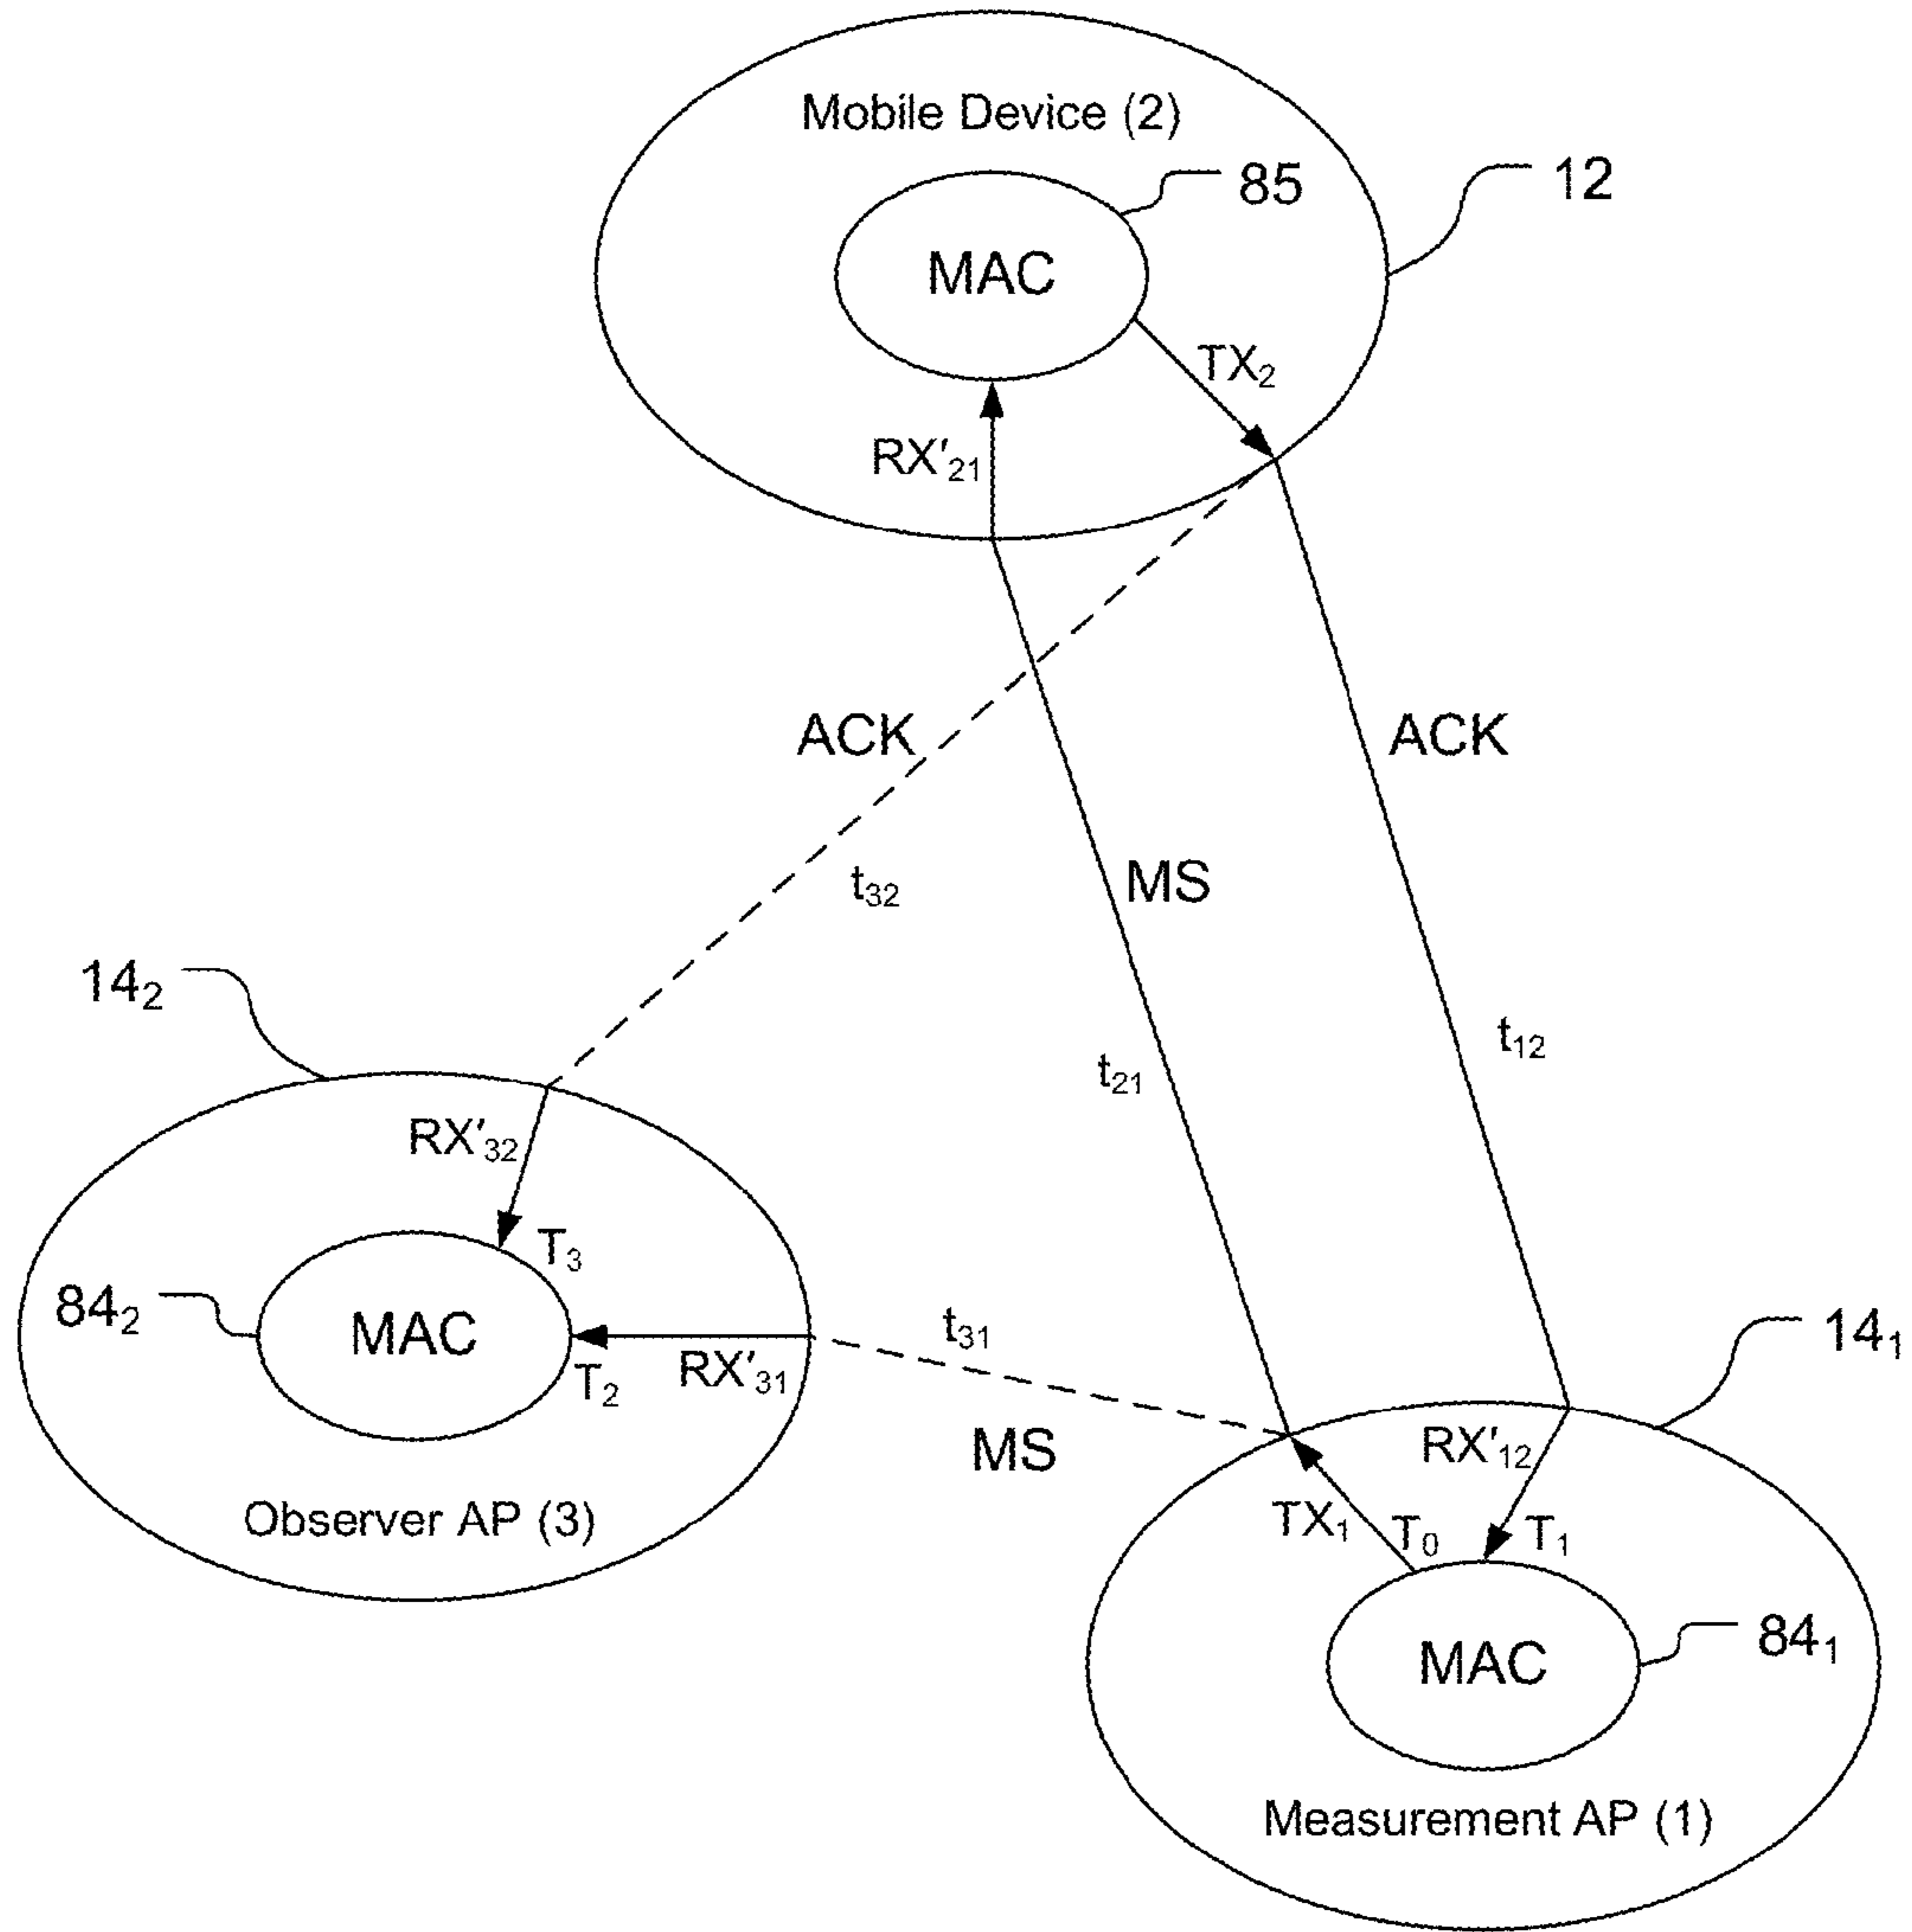 Mobile Device (2)
85
12
MAC
TX₂
RX′₂₁
ACK
ACK
MS
t₃₂
14₂
t₁₂
t₂₁
RX′₃₂
T₃
84₂
MAC
t₃₁
14₁
T₂
RX′₃₁
MS
RX′₁₂
Observer AP (3)
TX₁
T₀
T₁
MAC
84₁
Measurement AP (1)